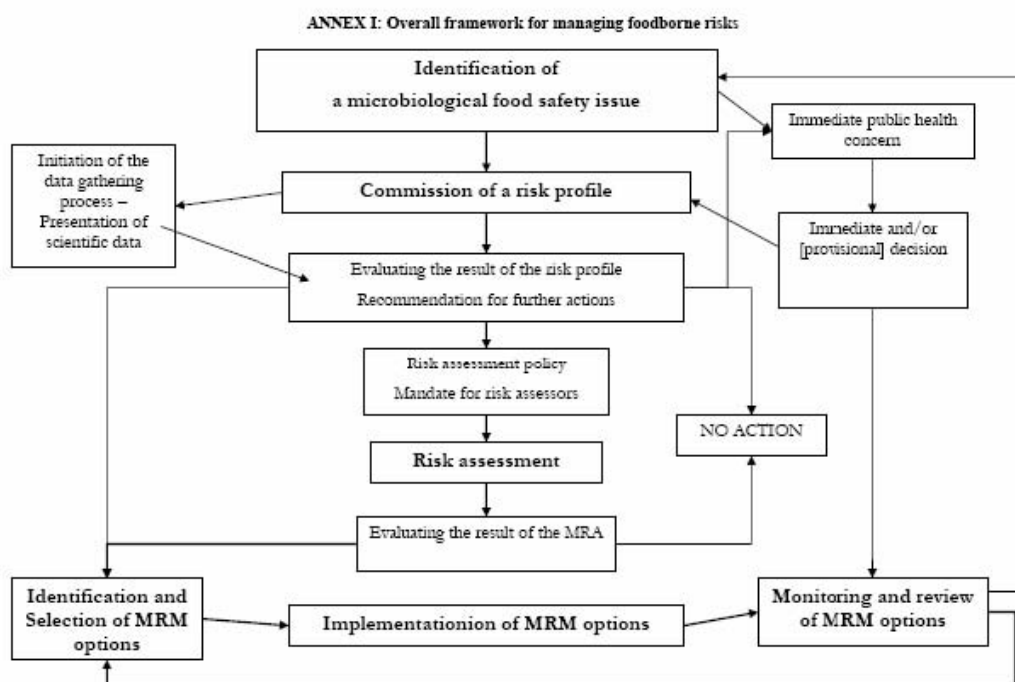 ANNEX I: Overall framework for managing foodborne risks
Identification of
a microbiological food safety issue
Immediate public health
concern
Initiation of the
data gathering
process –
Presentation of
scientific data
Commission of a risk profile
Immediate and/or
[provisional] decision
Evaluating the result of the risk profile
Recommendation for further actions
Risk assessment policy
Mandate for risk assessors
NO ACTION
Risk assessment
Evaluating the result of the MRA
Identification and
Selection of MRM
options
Implementationion of MRM options
Monitoring and review
of MRM options